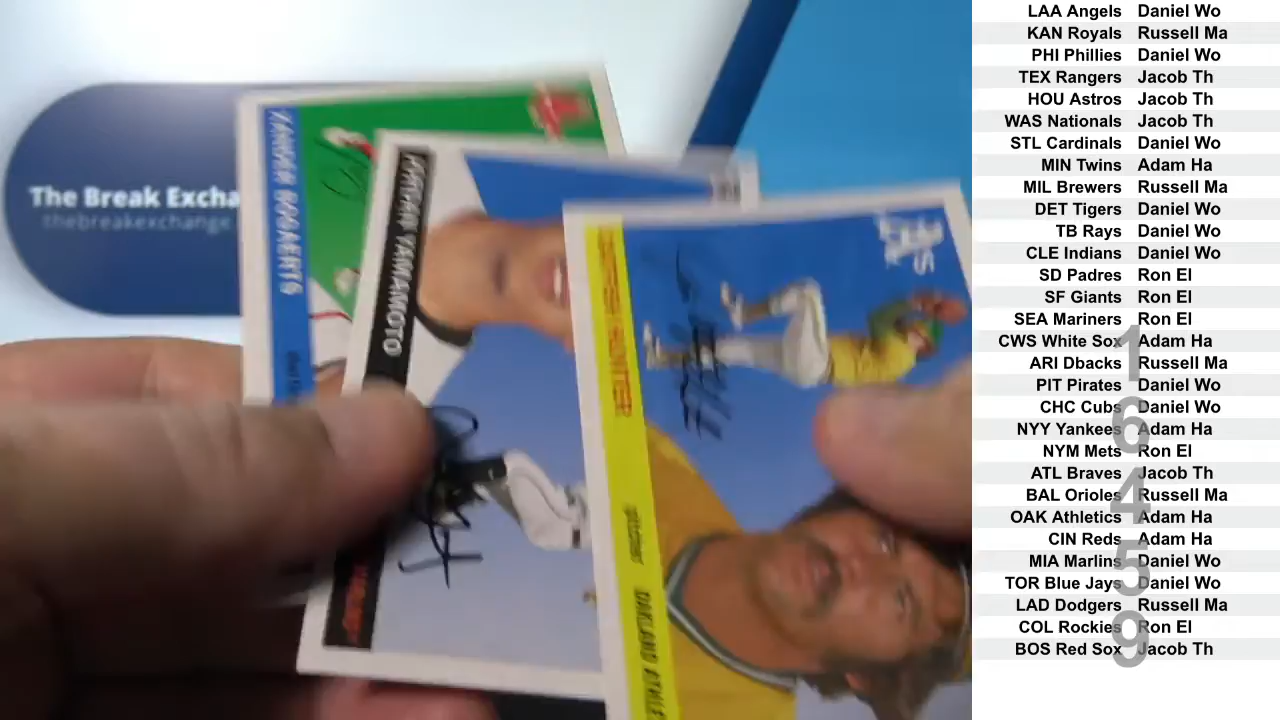 The Break Excha
thebreakexchange
XANDER BOGAERTS
JORDAN YAMAMOTO
OAKLAND ATHLE
LAA Angels Daniel Wo
KAN Royals Russell Ma
PHI Phillies Daniel Wo
TEX Rangers Jacob Th
HOU Astros Jacob Th
WAS Nationals Jacob Th
STL Cardinals Daniel Wo
MIN Twins Adam Ha
MIL Brewers Russell Ma
DET Tigers Daniel Wo
TB Rays Daniel Wo
CLE Indians Daniel Wo
SD Padres Ron El
SF Giants Ron El
SEA Mariners Ron El
CWS White Sox Adam Ha
ARI Dbacks Russell Ma
PIT Pirates Daniel Wo
CHC Cubs Daniel Wo
NYY Yankees Adam Ha
NYM Mets Ron El
ATL Braves Jacob Th
BAL Orioles Russell Ma
OAK Athletics Adam Ha
CIN Reds Adam Ha
MIA Marlins Daniel Wo
TOR Blue Jays Daniel Wo
LAD Dodgers Russell Ma
COL Rockies Ron El
BOS Red Sox Jacob Th
1
6
4
5
9